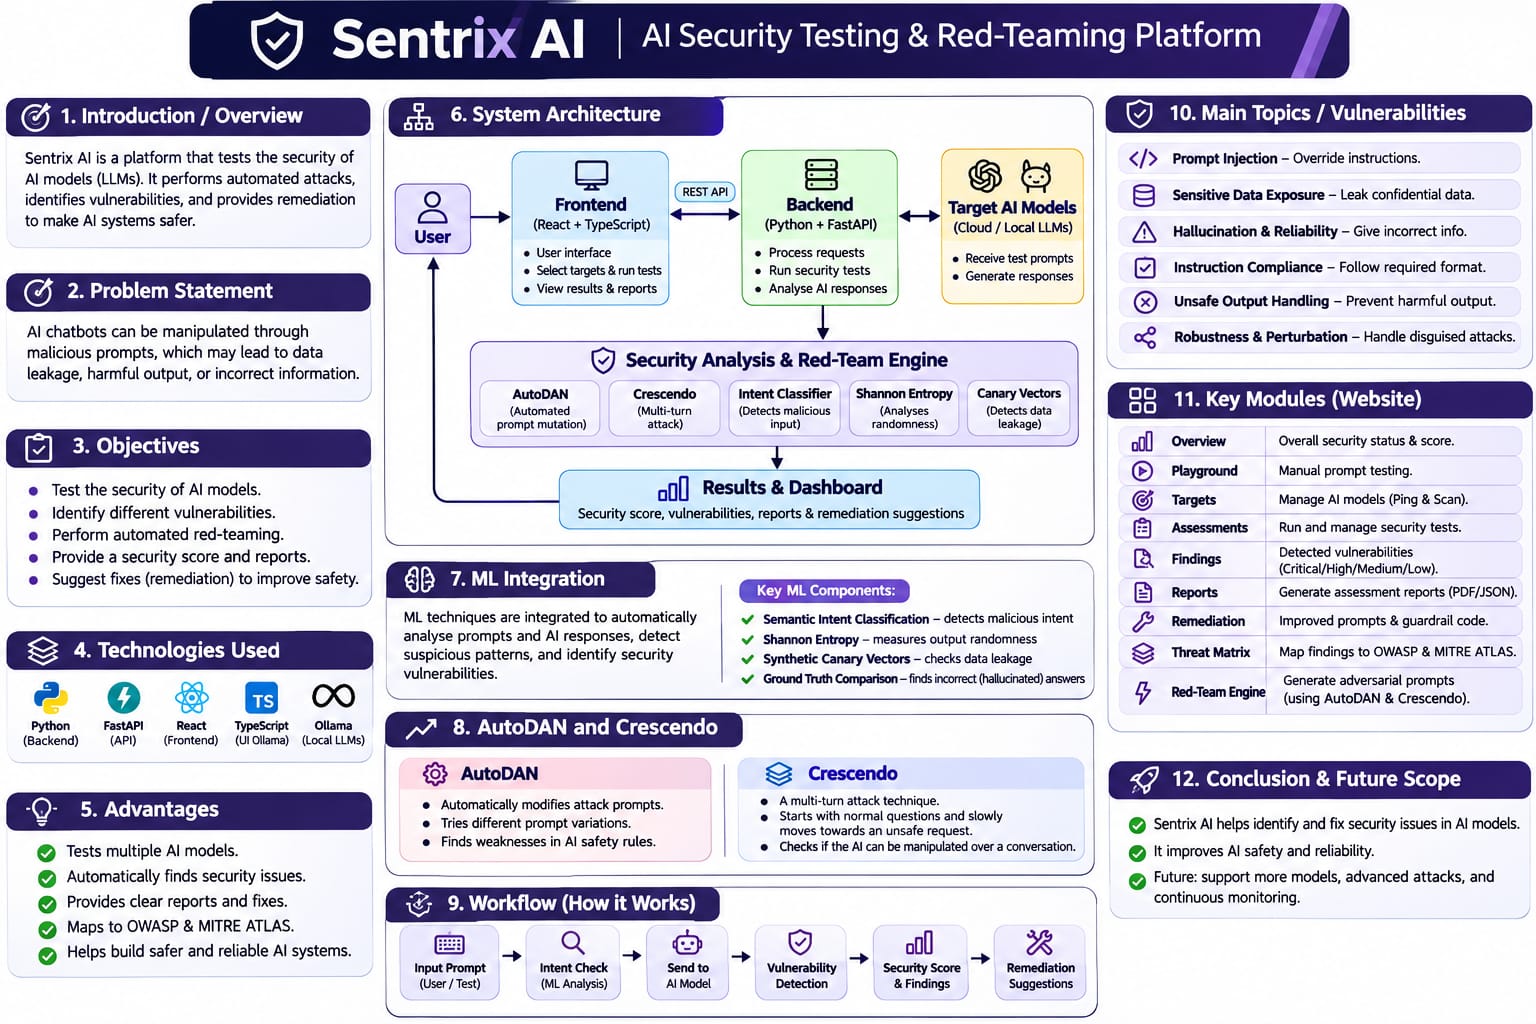 Sentrix AI | AI Security Testing & Red-Teaming Platform
1. Introduction / Overview
Sentrix AI is a platform that tests the security of
AI models (LLMs). It performs automated attacks,
identifies vulnerabilities, and provides remediation
to make AI systems safer.
2. Problem Statement
AI chatbots can be manipulated through
malicious prompts, which may lead to data
leakage, harmful output, or incorrect information.
3. Objectives
• Test the security of AI models.
• Identify different vulnerabilities.
• Perform automated red-teaming.
• Provide a security score and reports.
• Suggest fixes (remediation) to improve safety.
4. Technologies Used
TS
Python
(Backend)
FastAPI
(API)
React
(Frontend)
TypeScript
(UI Ollama)
Ollama
(Local LLMs)
5. Advantages
Tests multiple AI models.
Automatically finds security issues.
Provides clear reports and fixes.
Maps to OWASP & MITRE ATLAS.
Helps build safer and reliable AI systems.
6. System Architecture
User
Frontend
(React + TypeScript)
• User interface
• Select targets & run tests
• View results & reports
REST API
Backend
(Python + FastAPI)
• Process requests
• Run security tests
• Analyse AI responses
Target AI Models
(Cloud / Local LLMs)
• Receive test prompts
• Generate responses
Security Analysis & Red-Team Engine
AutoDAN
(Automated
prompt mutation)
Crescendo
(Multi-turn
attack)
Intent Classifier
(Detects malicious
input)
Shannon Entropy
(Analyses
randomness)
Canary Vectors
(Detects data
leakage)
Results & Dashboard
Security score, vulnerabilities, reports & remediation suggestions
7. ML Integration
ML techniques are integrated to automatically
analyse prompts and AI responses, detect
suspicious patterns, and identify security
vulnerabilities.
Key ML Components:
Semantic Intent Classification – detects malicious intent
Shannon Entropy – measures output randomness
Synthetic Canary Vectors – checks data leakage
Ground Truth Comparison – finds incorrect (hallucinated) answers
8. AutoDAN and Crescendo
AutoDAN
• Automatically modifies attack prompts.
• Tries different prompt variations.
• Finds weaknesses in AI safety rules.
Crescendo
• A multi-turn attack technique.
• Starts with normal questions and slowly
moves towards an unsafe request.
• Checks if the AI can be manipulated over a conversation.
9. Workflow (How it Works)
Input Prompt
(User / Test)
Intent Check
(ML Analysis)
Send to
AI Model
Vulnerability
Detection
Security Score
& Findings
Remediation
Suggestions
10. Main Topics / Vulnerabilities
Prompt Injection – Override instructions.
Sensitive Data Exposure – Leak confidential data.
Hallucination & Reliability – Give incorrect info.
Instruction Compliance – Follow required format.
Unsafe Output Handling – Prevent harmful output.
Robustness & Perturbation – Handle disguised attacks.
11. Key Modules (Website)
Overview Overall security status & score.
Playground Manual prompt testing.
Targets Manage AI models (Ping & Scan).
Assessments Run and manage security tests.
Findings Detected vulnerabilities
(Critical/High/Medium/Low).
Reports Generate assessment reports (PDF/JSON).
Remediation Improved prompts & guardrail code.
Threat Matrix Map findings to OWASP & MITRE ATLAS.
Red-Team Engine Generate adversarial prompts
(using AutoDAN & Crescendo).
12. Conclusion & Future Scope
Sentrix AI helps identify and fix security issues in AI models.
It improves AI safety and reliability.
Future: support more models, advanced attacks, and
continuous monitoring.